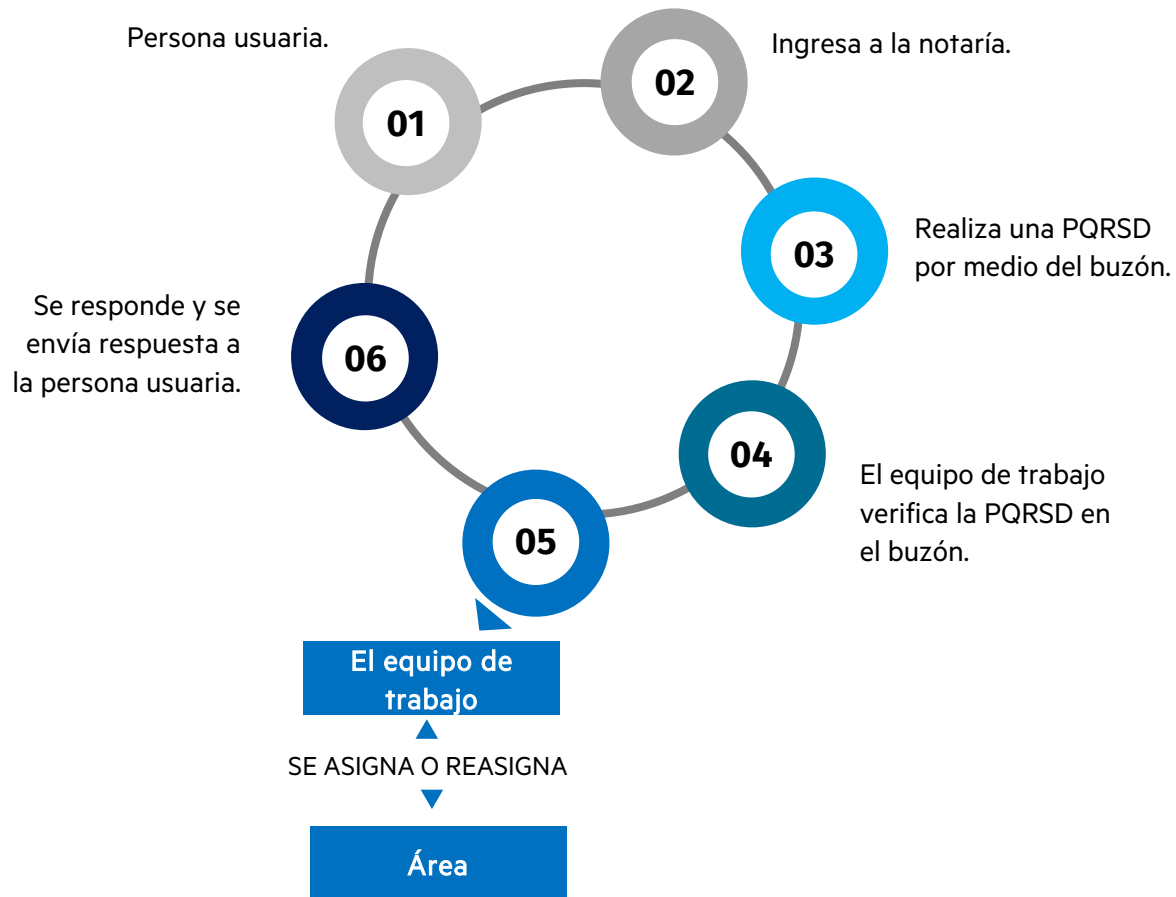 01
Persona usuaria.
02
Ingresa a la notaría.
03
Realiza una PQRSD
por medio del buzón.
04
El equipo de trabajo
verifica la PQRSD en
el buzón.
05
El equipo de
trabajo
SE ASIGNA O REASIGNA
Área
06
Se responde y se
envía respuesta a
la persona usuaria.